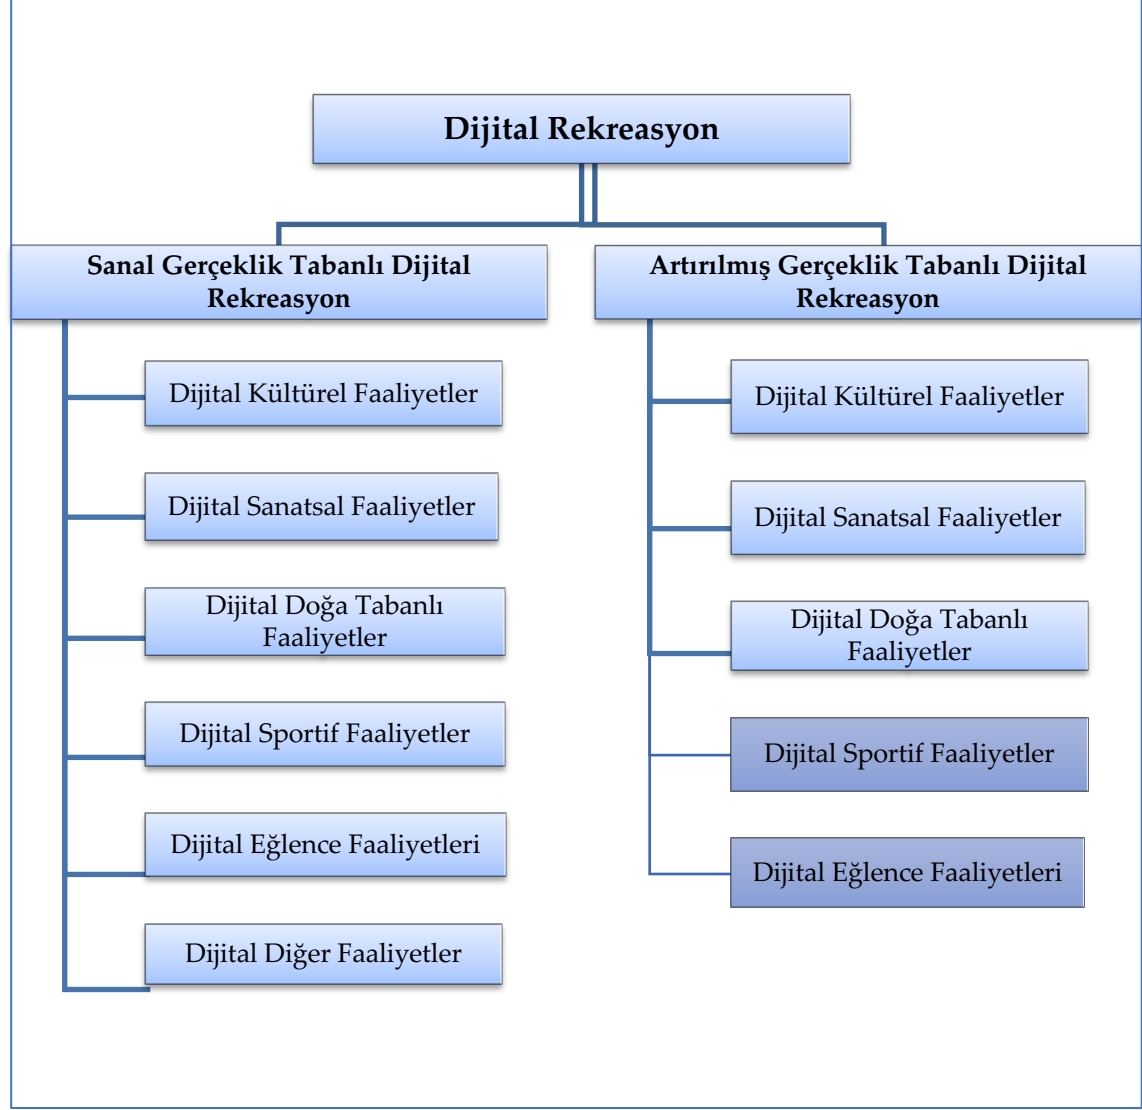 Dijital Rekreasyon
Sanal Gerçeklik Tabanlı Dijital
Rekreasyon
Dijital Kültürel Faaliyetler
Dijital Sanatsal Faaliyetler
Dijital Doğa Tabanlı
Faaliyetler
Dijital Sportif Faaliyetler
Dijital Eğlence Faaliyetleri
Dijital Diğer Faaliyetler
Artırılmış Gerçeklik Tabanlı Dijital
Rekreasyon
Dijital Kültürel Faaliyetler
Dijital Sanatsal Faaliyetler
Dijital Doğa Tabanlı
Faaliyetler
Dijital Sportif Faaliyetler
Dijital Eğlence Faaliyetleri